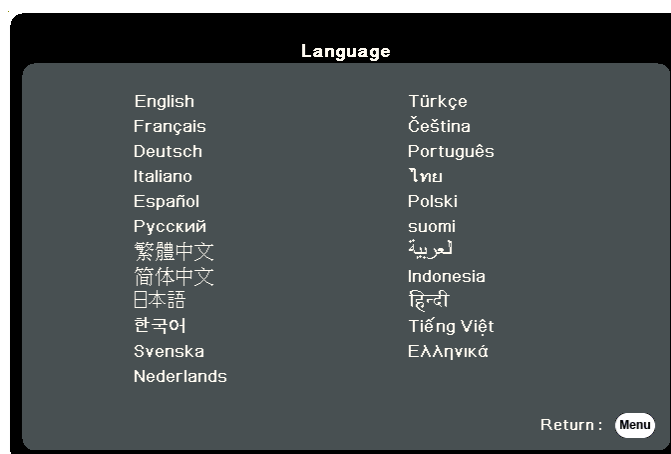 Language
English
Français
Deutsch
Italiano
Español
Русский
繁體中文
简体中文
日本語
한국어
Svenska
Nederlands
Türkçe
Čeština
Português
ไทย
Polski
suomi
العربية
Indonesia
हिन्दी
Tiếng Việt
Ελληνικά
Return : Menu